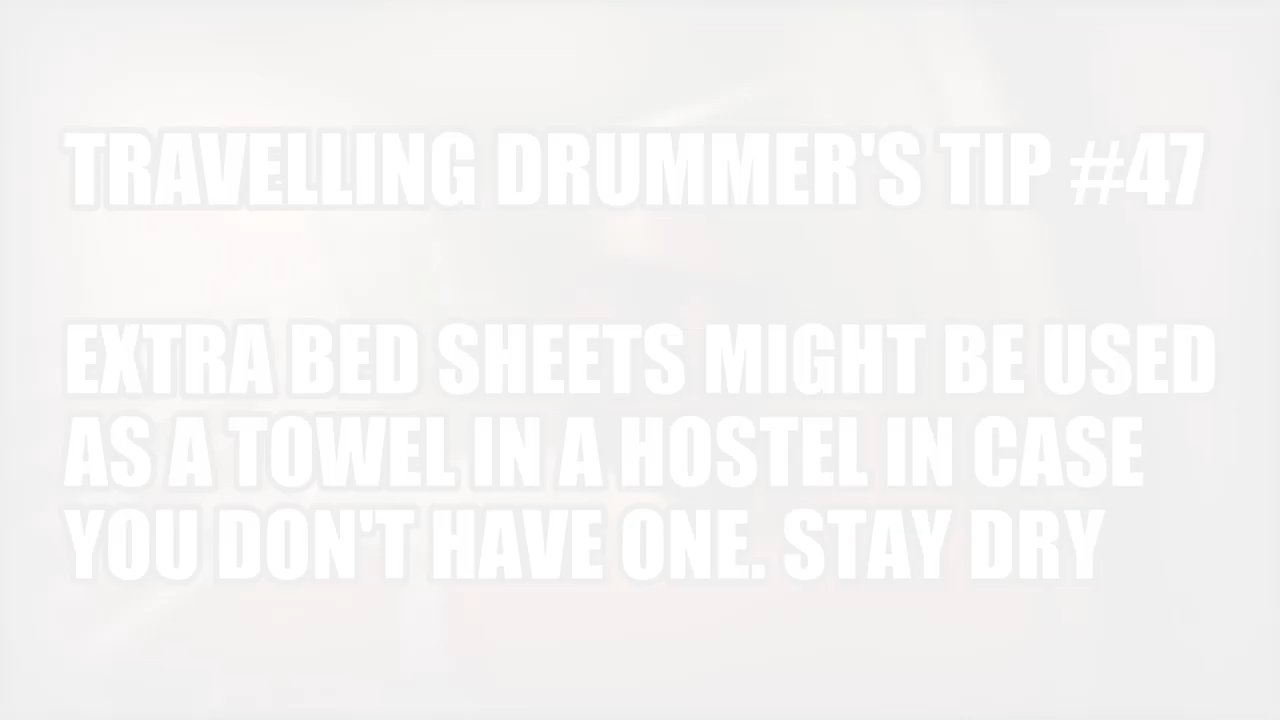 TRAVELLING DRUMMER'S TIP #47
EXTRA BED SHEETS MIGHT BE USED
AS A TOWEL IN A HOSTEL IN CASE
YOU DON'T HAVE ONE. STAY DRY